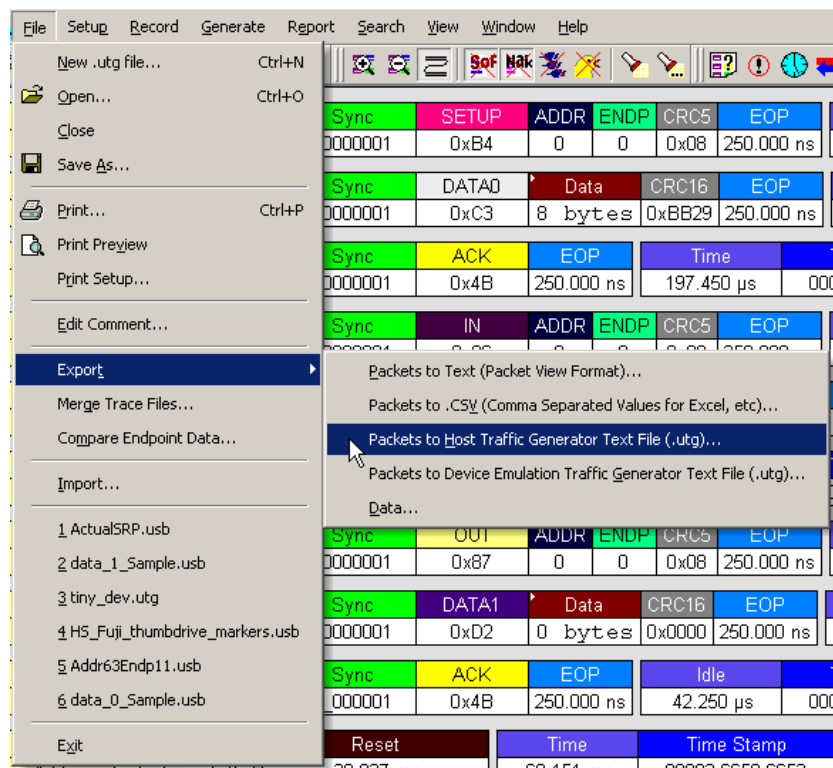 File Setup Record Generate Report Search View Window Help
New .utg file... Ctrl+N
Open... Ctrl+O
Close
Save As...
Print... Ctrl+P
Print Preview
Print Setup...
Edit Comment...
Export
Merge Trace Files...
Compare Endpoint Data...
Import...
1 ActualSRP.usb
2 data_1_Sample.usb
3 tiny_dev.utg
4 HS_Fuji_thumbdrive_markers.usb
5 Addr63Endp11.usb
6 data_0_Sample.usb
Exit
Packets to Text (Packet View Format)...
Packets to .CSV (Comma Separated Values for Excel, etc)...
Packets to Host Traffic Generator Text File (.utg)...
Packets to Device Emulation Traffic Generator Text File (.utg)...
Data...
Sof Nak
Sync SETUP ADDR ENDP CRC5 EOP
0000001 0xB4 0 0 0x08 250.000 ns
Sync DATA0 Data CRC16 EOP
0000001 0xC3 8 bytes 0xBB29 250.000 ns
Sync ACK EOP Time
0000001 0x4B 250.000 ns 197.450 µs 000
Sync IN ADDR ENDP CRC5 EOP
Sync OUT ADDR ENDP CRC5 EOP
0000001 0x87 0 0 0x08 250.000 ns
Sync DATA1 Data CRC16 EOP
0000001 0xD2 0 bytes 0x0000 250.000 ns
Sync ACK EOP Idle
_000001 0x4B 250.000 ns 42.250 µs 000
Reset Time Time Stamp